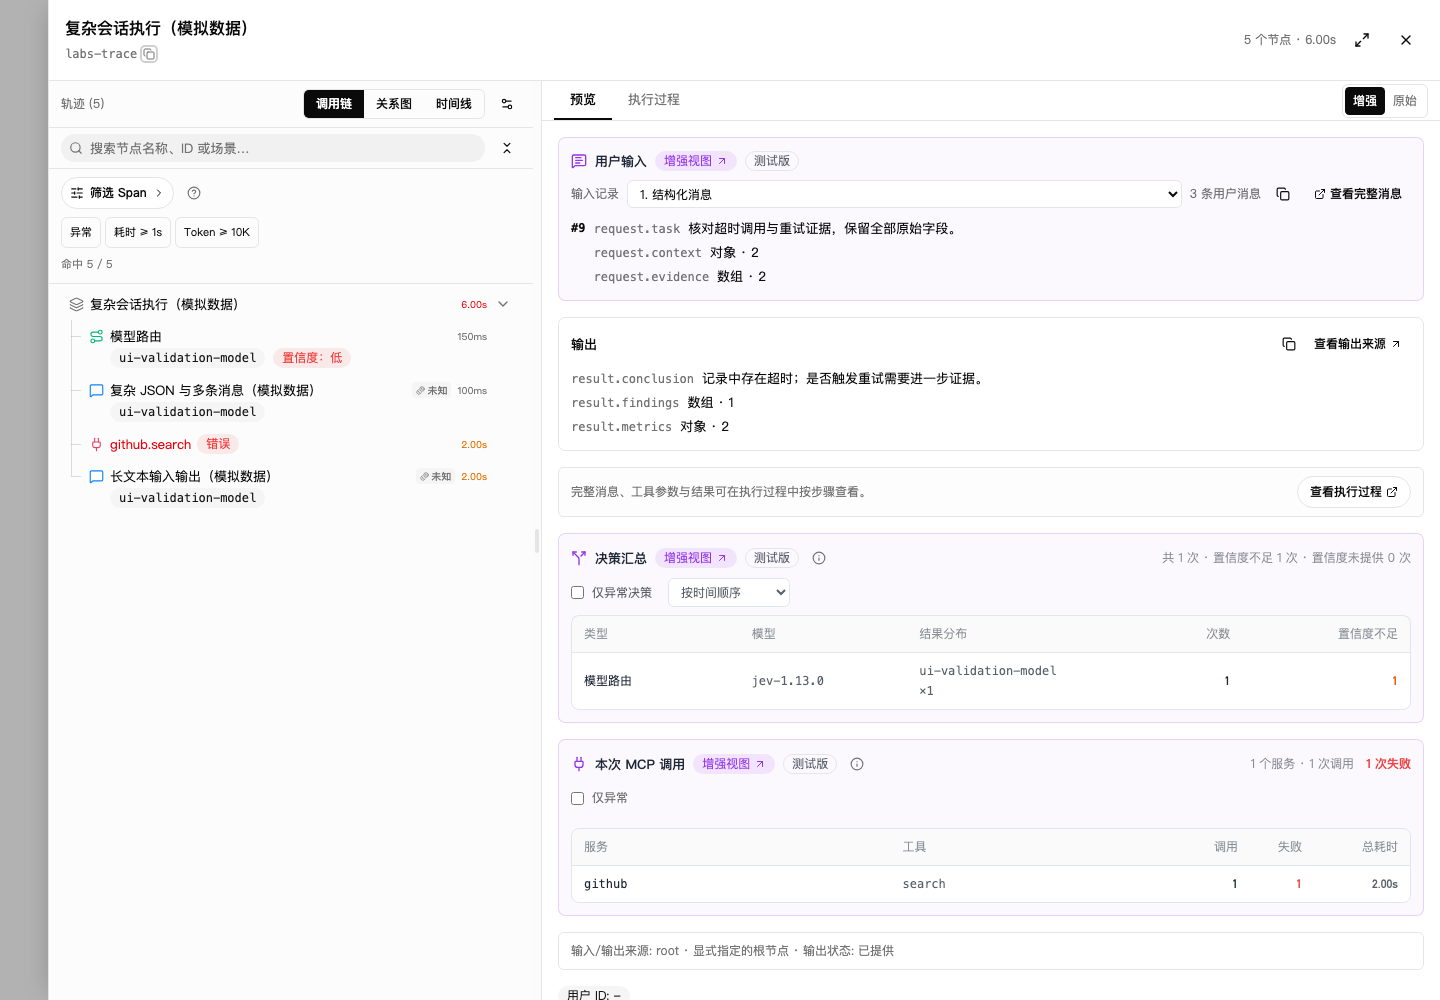 复杂会话执行（模拟数据）
labs-trace
5 个节点 · 6.00s
轨迹 (5)
调用链 关系图 时间线
搜索节点名称、ID 或场景...
筛选 Span
异常 耗时 ≥ 1s Token ≥ 10K
命中 5 / 5
复杂会话执行（模拟数据） 6.00s
模型路由 150ms
ui-validation-model 置信度：低
复杂 JSON 与多条消息（模拟数据） 未知 100ms
ui-validation-model
github.search 错误 2.00s
长文本输入输出（模拟数据） 未知 2.00s
ui-validation-model
预览 执行过程
增强 原始
用户输入 增强视图 测试版
输入记录 1. 结构化消息 3 条用户消息 查看完整消息
#9 request.task 核对超时调用与重试证据，保留全部原始字段。
request.context 对象 · 2
request.evidence 数组 · 2
输出 查看输出来源
result.conclusion 记录中存在超时；是否触发重试需要进一步证据。
result.findings 数组 · 1
result.metrics 对象 · 2
完整消息、工具参数与结果可在执行过程中按步骤查看。 查看执行过程
决策汇总 增强视图 测试版 共 1 次 · 置信度不足 1 次 · 置信度未提供 0 次
仅异常决策 按时间顺序
类型 模型 结果分布 次数 置信度不足
模型路由 jev-1.13.0 ui-validation-model ×1 1 1
本次 MCP 调用 增强视图 测试版 1 个服务 · 1 次调用 1 次失败
仅异常
服务 工具 调用 失败 总耗时
github search 1 1 2.00s
输入/输出来源: root · 显式指定的根节点 · 输出状态: 已提供
用户 ID: –